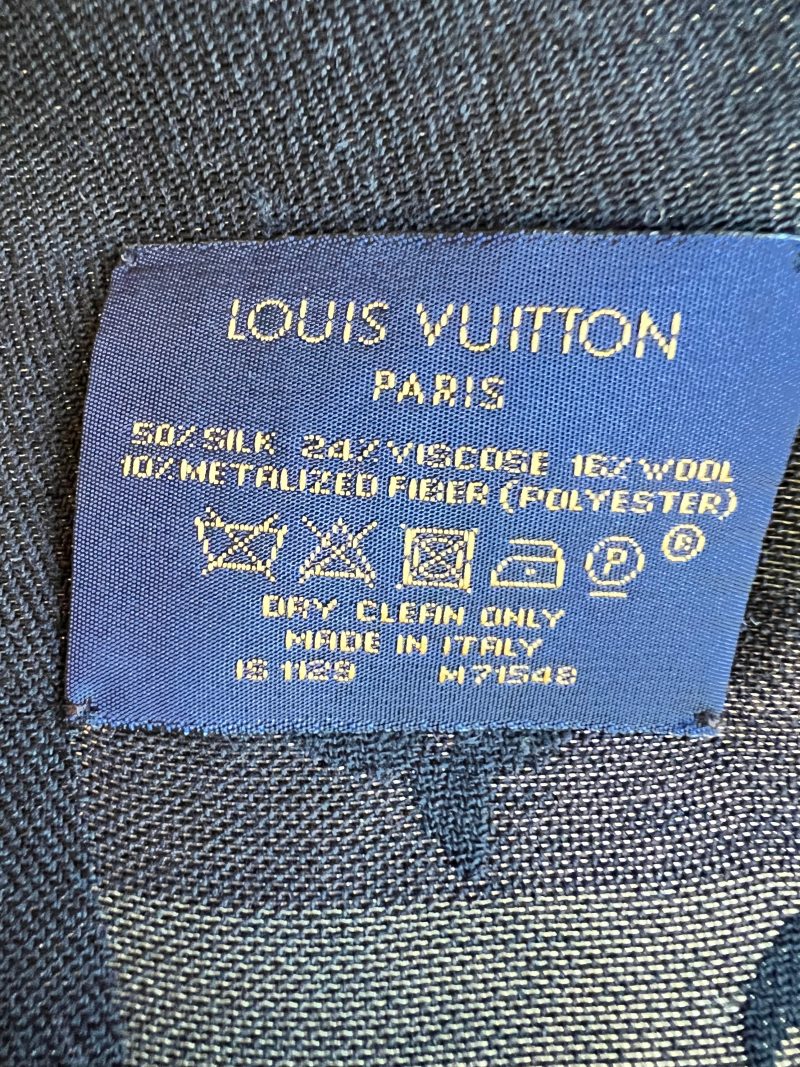 LOUIS VUITTON
PARIS
50% SILK 24% VISCOSE 16% WOOL
10% METALIZED FIBER (POLYESTER)
P ®
DRY CLEAN ONLY
MADE IN ITALY
IS 1129 M71548